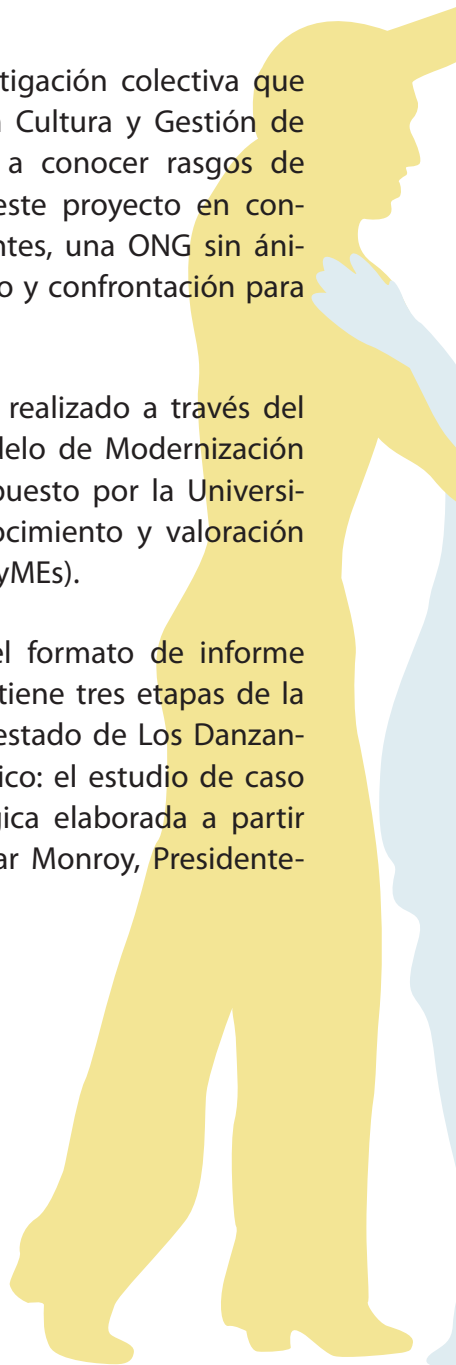 tigación colectiva que
Cultura y Gestión de
a conocer rasgos de
este proyecto en con-
ntes, una ONG sin áni-
o y confrontación para
realizado a través del
delo de Modernización
puesto por la Universi-
ocimiento y valoración
yMEs).
el formato de informe
tiene tres etapas de la
estado de Los Danzan-
ico: el estudio de caso
gica elaborada a partir
ar Monroy, Presidente-